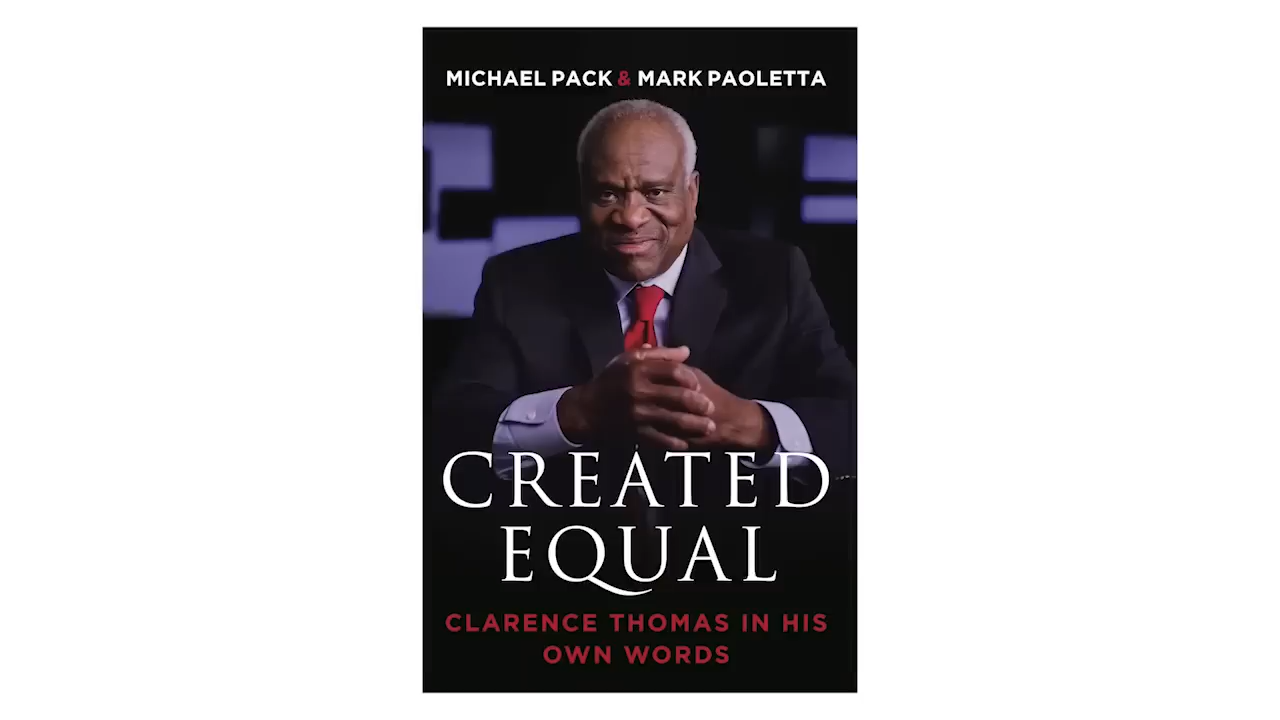 MICHAEL PACK & MARK PAOLETTA
CREATED
EQUAL
CLARENCE THOMAS IN HIS
OWN WORDS